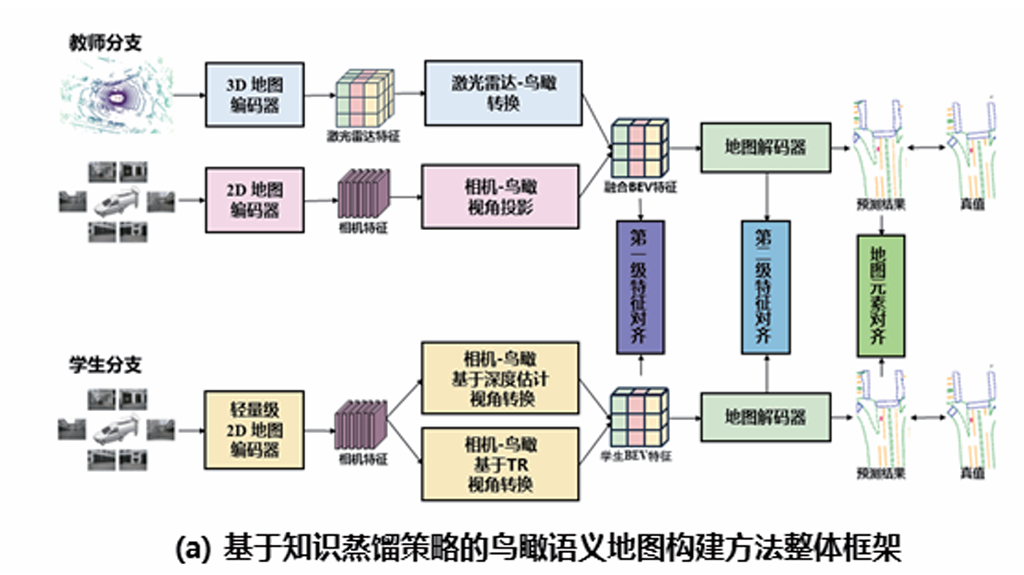 教师分支
3D 地图
编码器
激光雷达特征
激光雷达-鸟瞰
转换
2D 地图
编码器
相机特征
相机-鸟瞰
视角投影
融合BEV特征
地图解码器
预测结果
真值
第一级特征对齐
第二级特征对齐
地图元素对齐
学生分支
轻量级
2D 地图
编码器
相机特征
相机-鸟瞰
基于深度估计
视角转换
相机-鸟瞰
基于TR
视角转换
学生BEV特征
地图解码器
预测结果
真值
(a) 基于知识蒸馏策略的鸟瞰语义地图构建方法整体框架